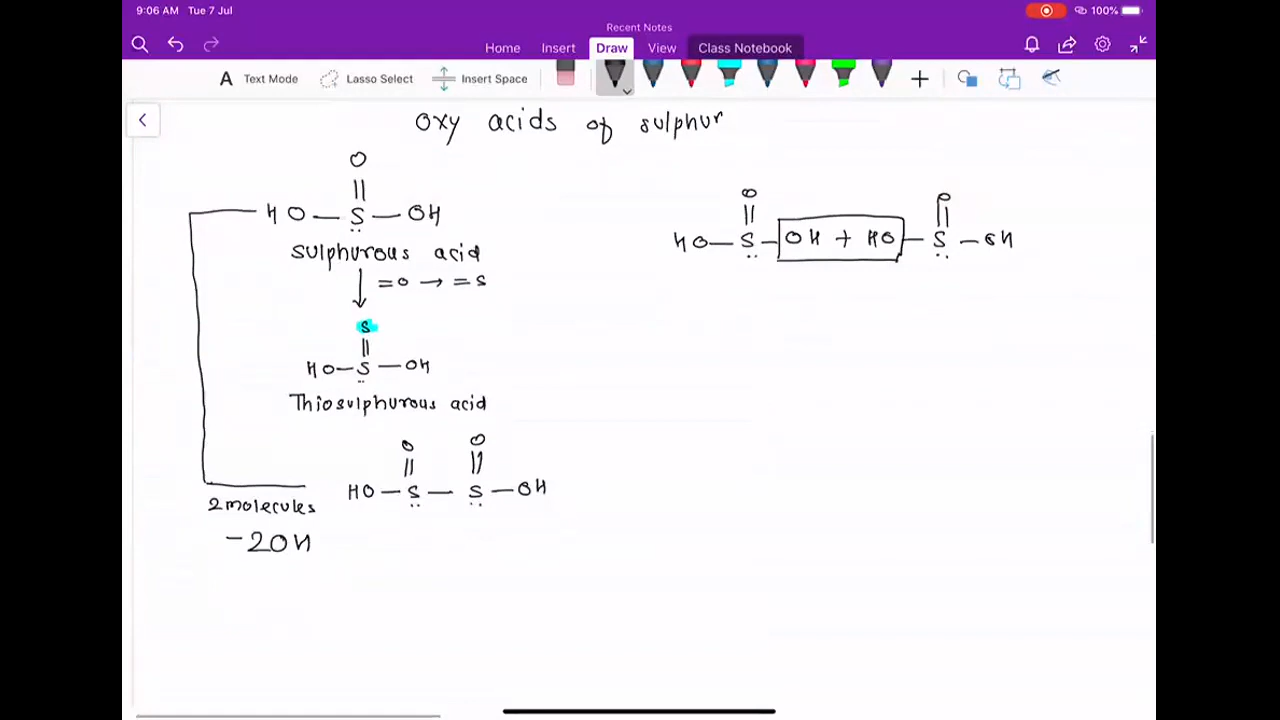 9:06 AM Tue 7 Jul
100%
Recent Notes
Home Insert Draw View Class Notebook
A Text Mode Lasso Select Insert Space
Oxy acids of sulphur
O
||
HO — S — OH
Sulphurous acid
=O → =S
S
||
HO — S — OH
Thiosulphurous acid
O O
|| ||
HO — S — S — OH
2 molecules
-2OH
O O
|| ||
HO — S — OH + HO — S — OH